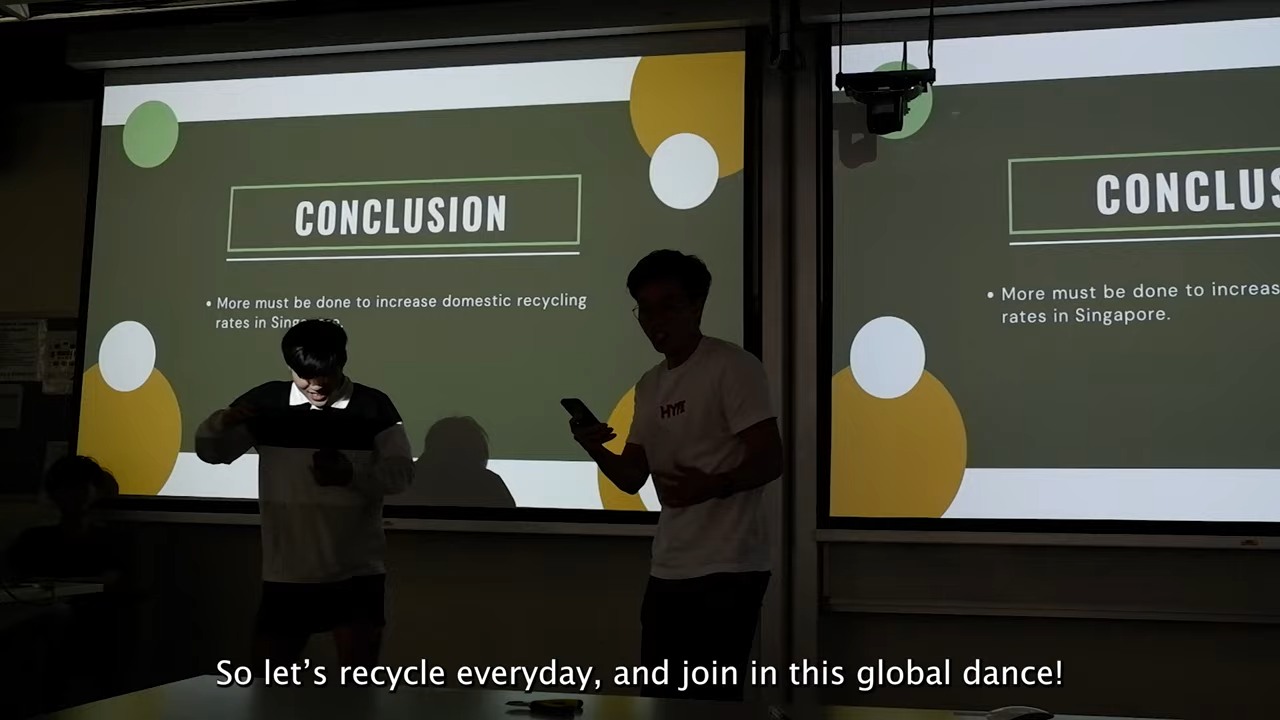 CONCLUSION
• More must be done to increase domestic recycling
rates in
CONCLUS
• More must be done to increas
rates in Singapore.
HYPE
So let's recycle everyday, and join in this global dance!